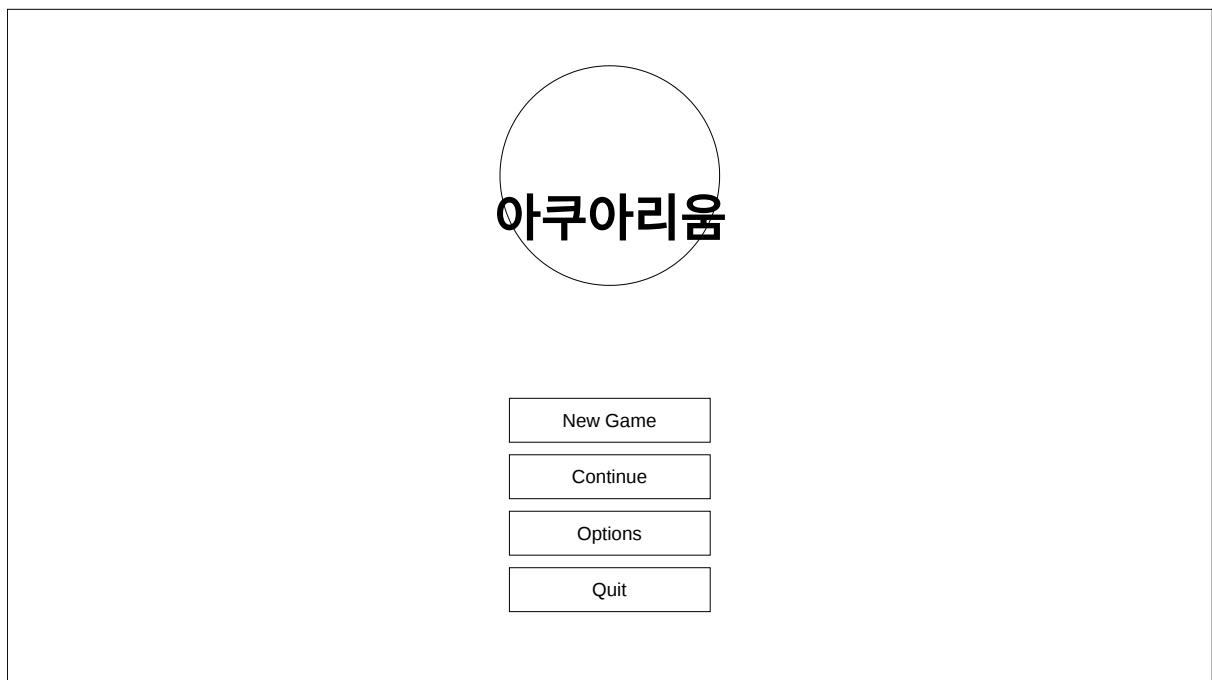 아쿠아리움
New Game
Continue
Options
Quit